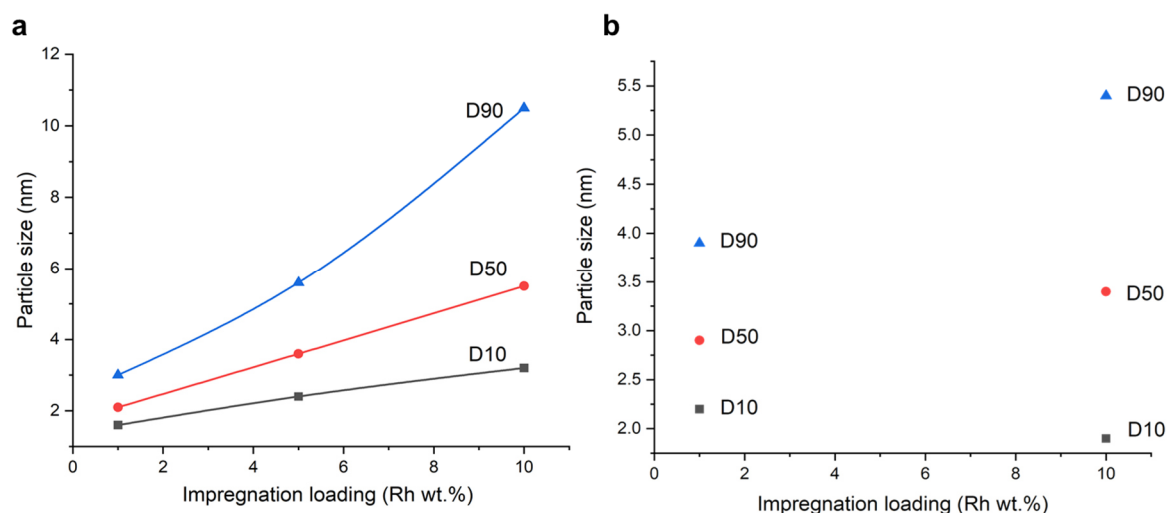 a
12
10
8
6
4
2
0 2 4 6 8 10
Particle size (nm)
Impregnation loading (Rh wt.%)
D90
D50
D10
b
5.5
5.0
4.5
4.0
3.5
3.0
2.5
2.0
0 2 4 6 8 10
Particle size (nm)
Impregnation loading (Rh wt.%)
D90
D50
D10
D90
D50
D10